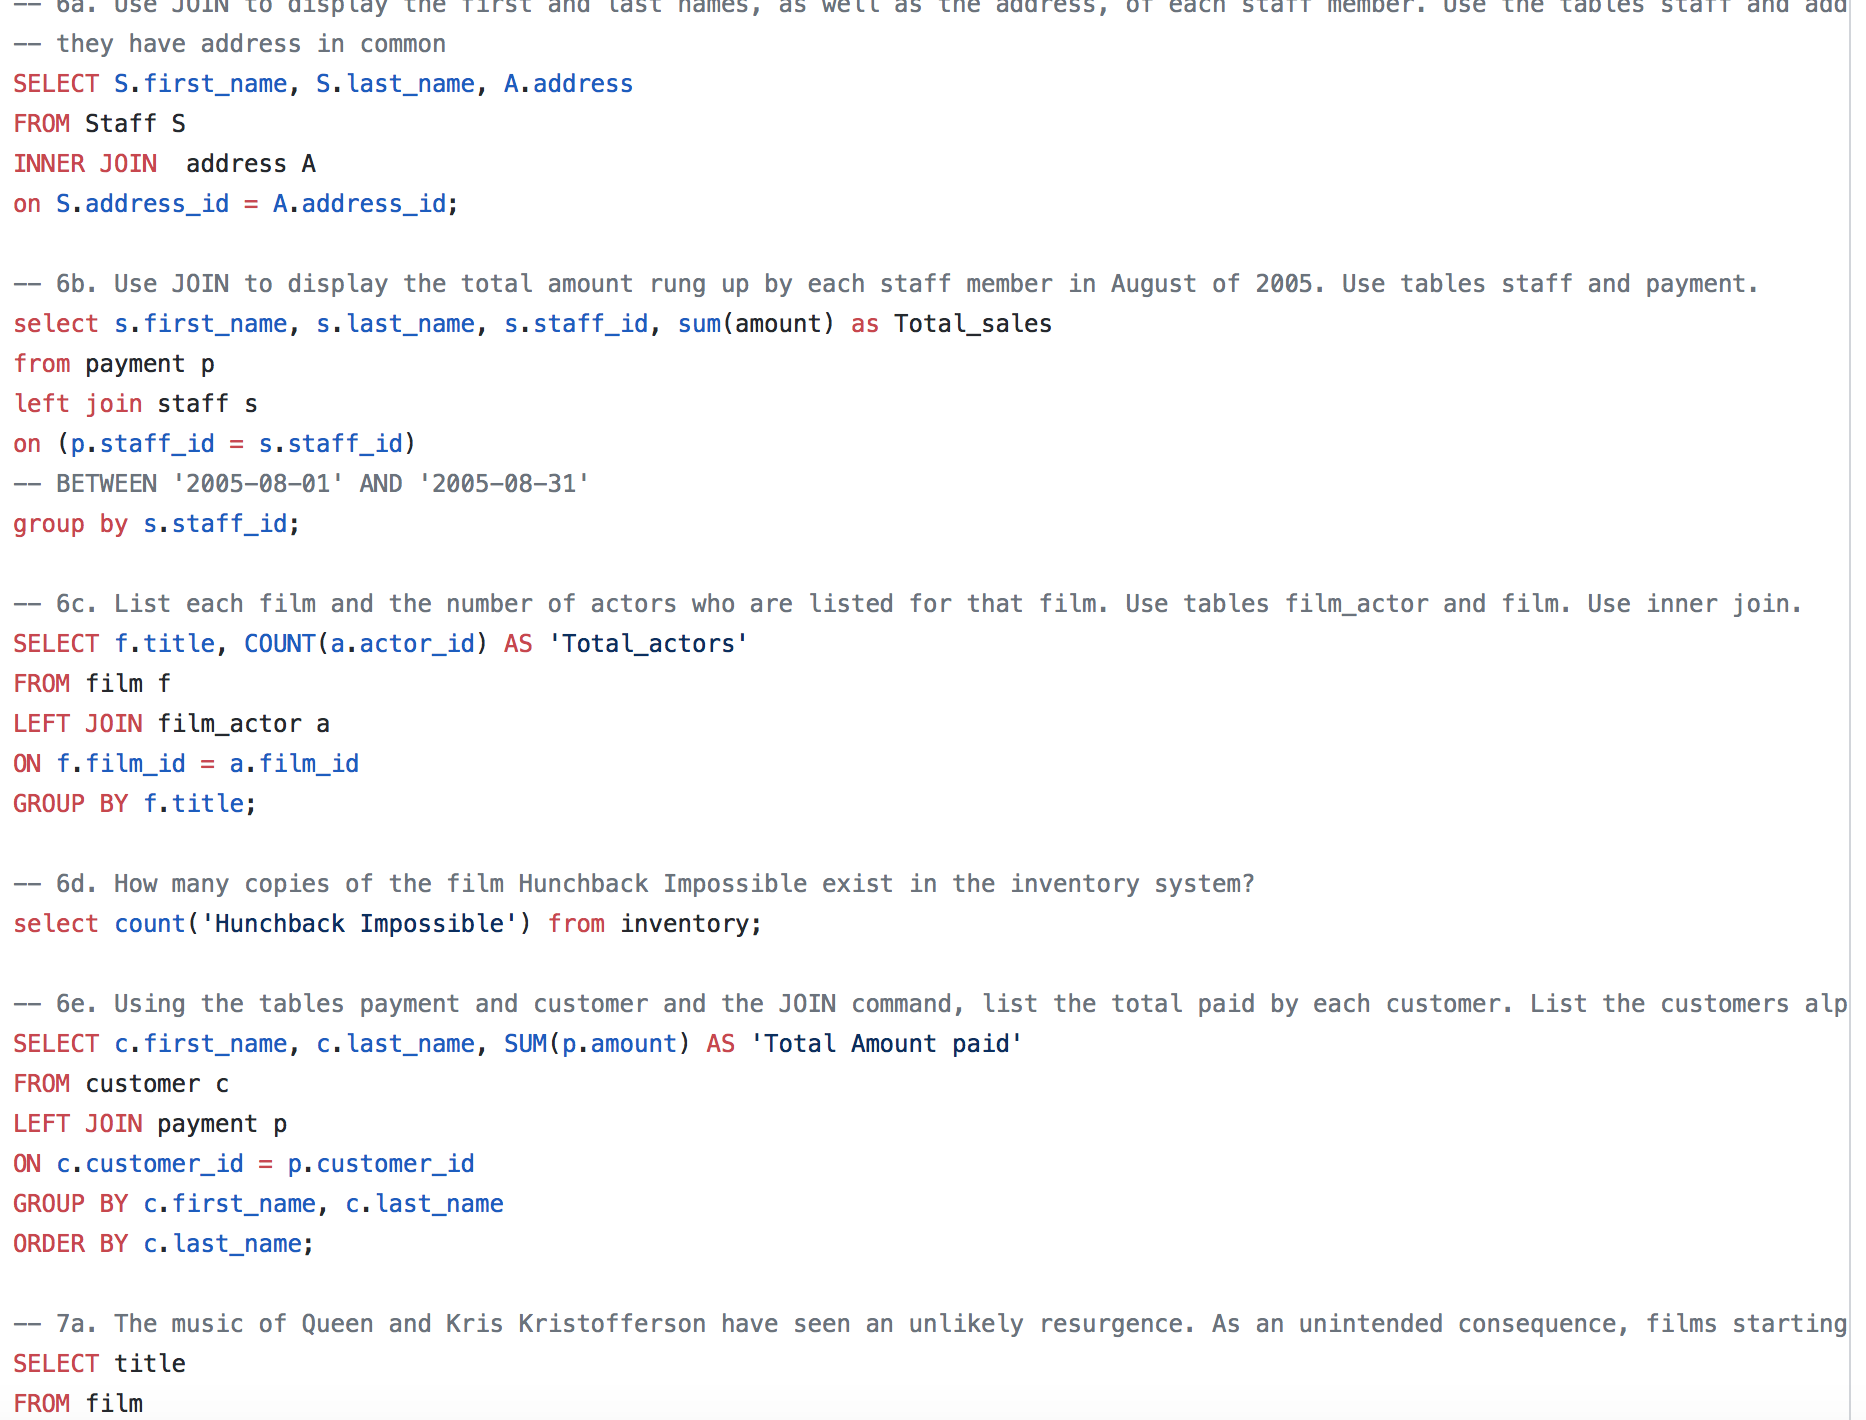 -- 6a. Use JOIN to display the first and last names, as well as the address, of each staff member. Use the tables staff and add
-- they have address in common
SELECT S.first_name, S.last_name, A.address
FROM Staff S
INNER JOIN  address A
on S.address_id = A.address_id;

-- 6b. Use JOIN to display the total amount rung up by each staff member in August of 2005. Use tables staff and payment.
select s.first_name, s.last_name, s.staff_id, sum(amount) as Total_sales
from payment p
left join staff s
on (p.staff_id = s.staff_id)
-- BETWEEN '2005-08-01' AND '2005-08-31'
group by s.staff_id;

-- 6c. List each film and the number of actors who are listed for that film. Use tables film_actor and film. Use inner join.
SELECT f.title, COUNT(a.actor_id) AS 'Total_actors'
FROM film f
LEFT JOIN film_actor a
ON f.film_id = a.film_id
GROUP BY f.title;

-- 6d. How many copies of the film Hunchback Impossible exist in the inventory system?
select count('Hunchback Impossible') from inventory;

-- 6e. Using the tables payment and customer and the JOIN command, list the total paid by each customer. List the customers alp
SELECT c.first_name, c.last_name, SUM(p.amount) AS 'Total Amount paid'
FROM customer c
LEFT JOIN payment p
ON c.customer_id = p.customer_id
GROUP BY c.first_name, c.last_name
ORDER BY c.last_name;

-- 7a. The music of Queen and Kris Kristofferson have seen an unlikely resurgence. As an unintended consequence, films starting
SELECT title
FROM film